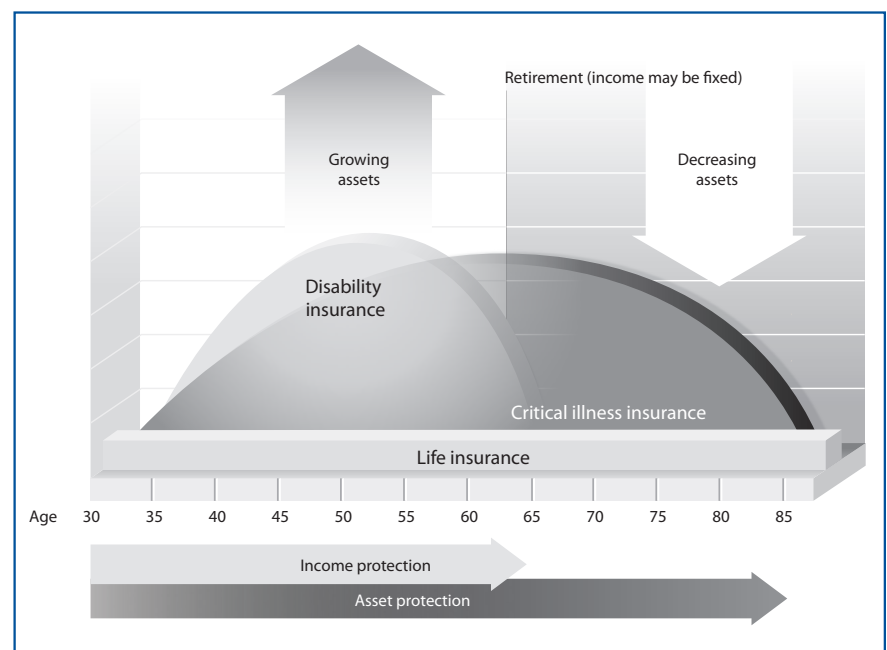 Retirement (income may be fixed)
Growing
assets
Decreasing
assets
Disability
insurance
Critical illness insurance
Life insurance
Age 30 35 40 45 50 55 60 65 70 75 80 85
Income protection
Asset protection